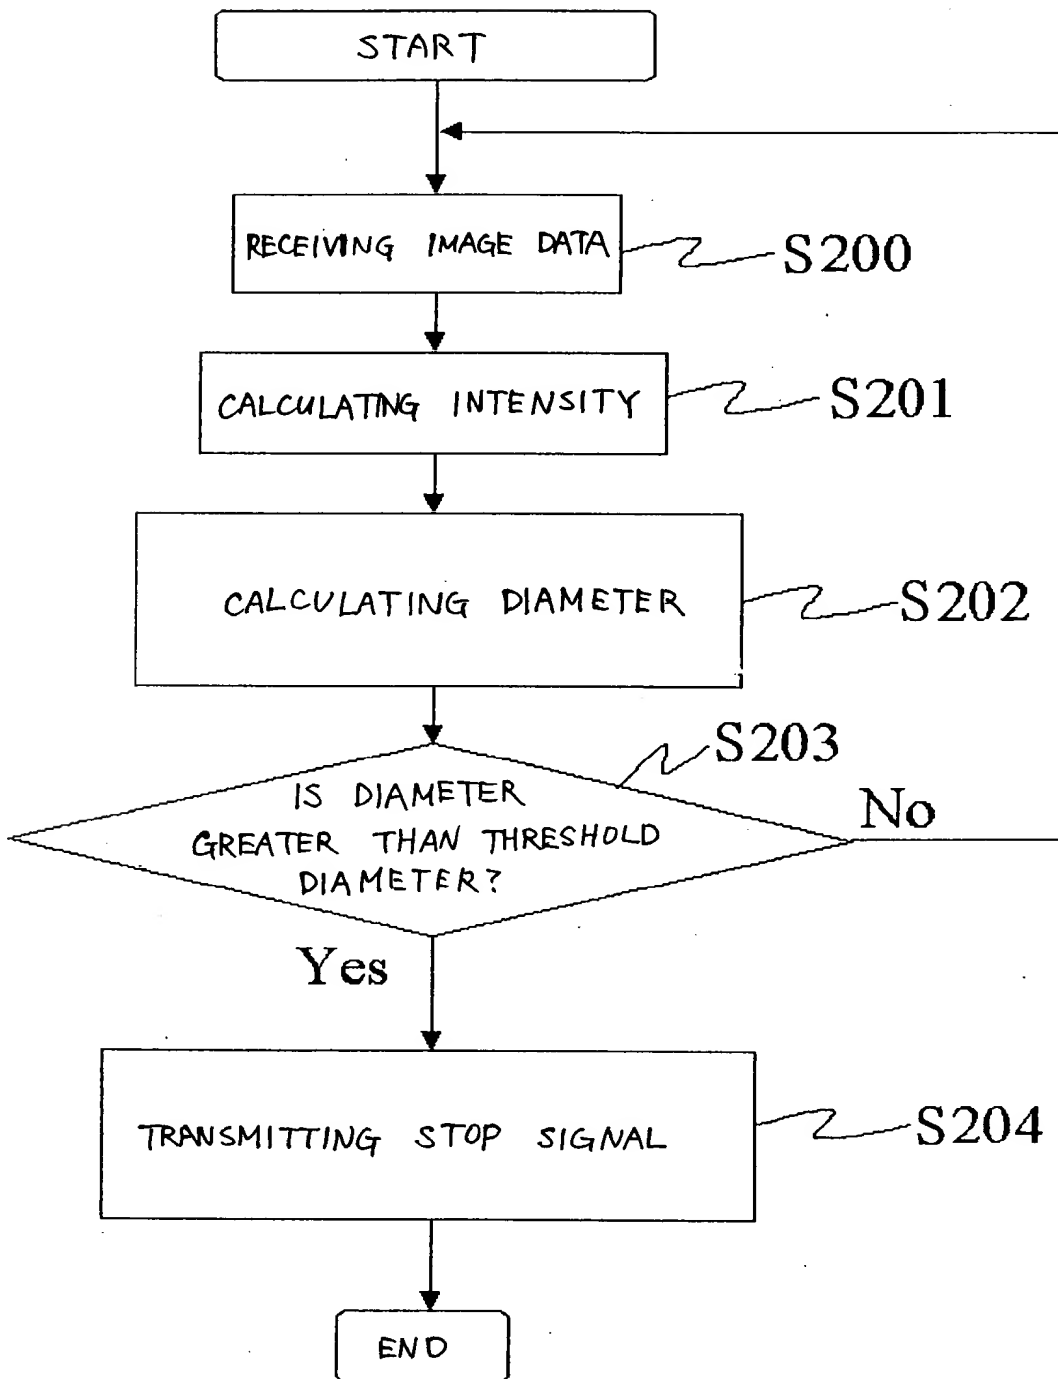 START
RECEIVING IMAGE DATA
S200
CALCULATING INTENSITY
S201
CALCULATING DIAMETER
S202
S203
IS DIAMETER
GREATER THAN THRESHOLD
DIAMETER?
No
Yes
TRANSMITTING STOP SIGNAL
S204
END